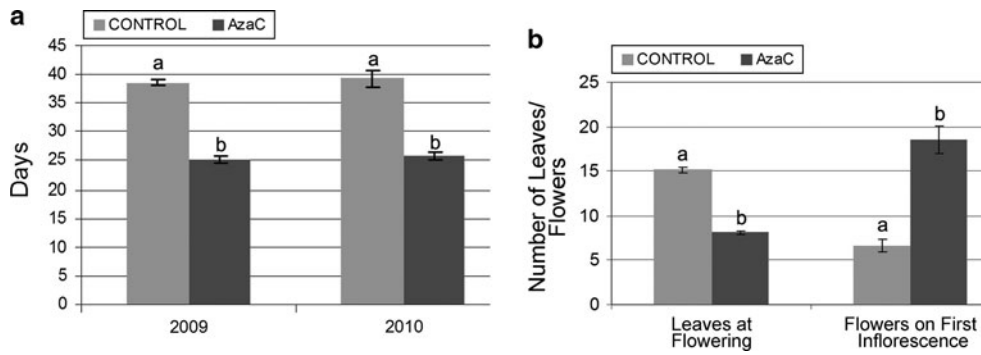 a
CONTROL AzaC
Days
45
40
35
30
25
20
15
10
5
0
a
b
a
b
2009
2010
b
CONTROL AzaC
Number of Leaves/
Flowers
25
20
15
10
5
0
a
b
a
b
Leaves at
Flowering
Flowers on First
Inflorescence